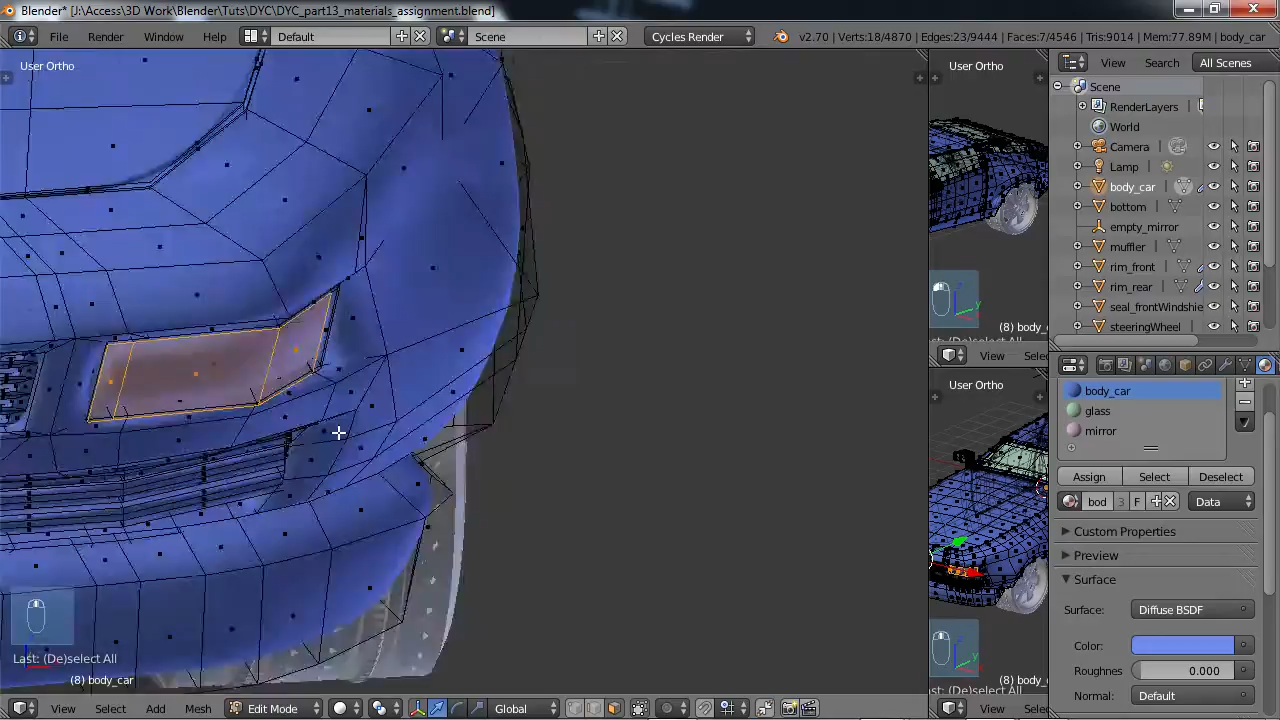 Blender* [J:\Access\3D Work\Blender\Tuts\DYC\DYC_part13_materials_assignment.blend]
File Render Window Help Default Scene Cycles Render v2.70 | Verts:18/4870 | Edges:23/9444 | Faces:7/4546 | Tris:9014 | Mem:77.89M | body_car
User Ortho
User Ortho
View Search All Scenes
Scene
RenderLayers
World
Camera
Lamp
body_car
bottom
empty_mirror
muffler
rim_front
rim_rear
seal_frontWindshie
steeringWheel
(8) body_c
View Selec
User Ortho
body_car
glass
mirror
Assign Select Deselect
bod 3 F Data
Custom Properties
Preview
Surface
Surface: Diffuse BSDF
Color:
Roughnes 0.000
Normal: Default
Last: (De)select All
(8) body_car
(8) body_c
View Select Add Mesh Edit Mode Global
View Selec